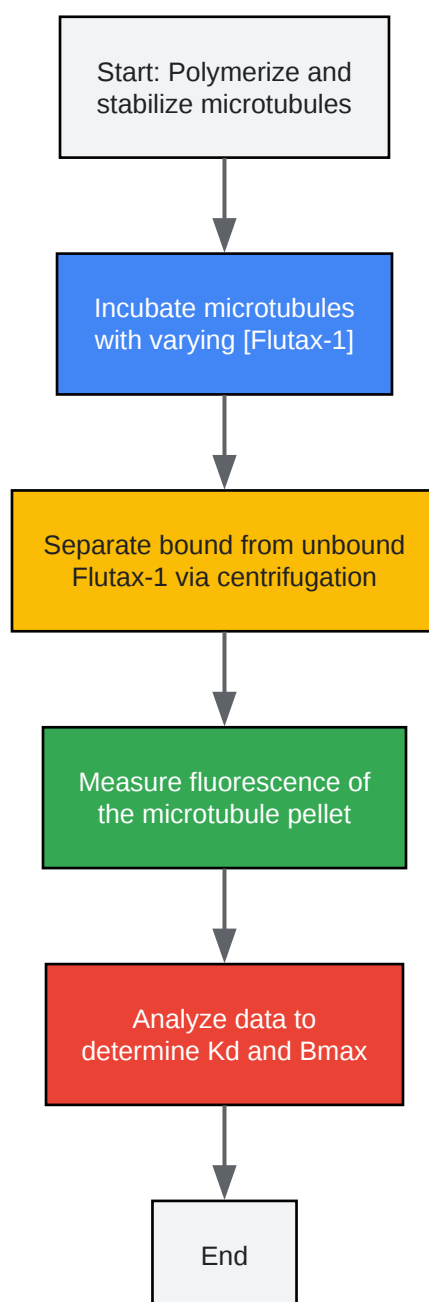 Start: Polymerize and
stabilize microtubules
Incubate microtubules
with varying [Flutax-1]
Separate bound from unbound
Flutax-1 via centrifugation
Measure fluorescence of
the microtubule pellet
Analyze data to
determine Kd and Bmax
End